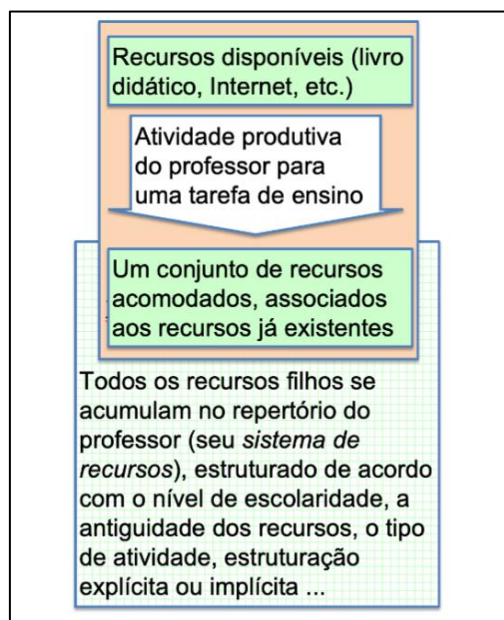 Recursos disponíveis (livro
didático, Internet, etc.)
Atividade produtiva
do professor para
uma tarefa de ensino
Um conjunto de recursos
acomodados, associados
aos recursos já existentes
Todos os recursos filhos se
acumulam no repertório do
professor (seu sistema de
recursos), estruturado de acordo
com o nível de escolaridade, a
antiguidade dos recursos, o tipo
de atividade, estruturação
explícita ou implícita ...